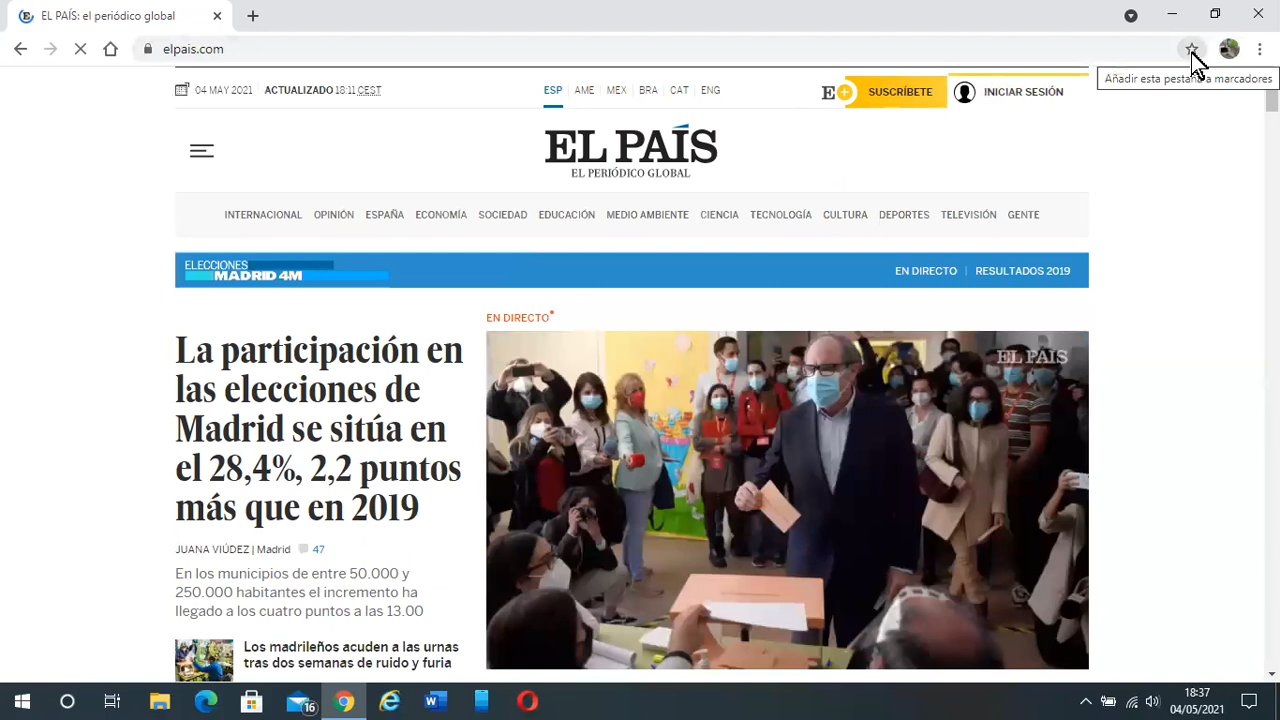 EL PAÍS: el periódico global
elpais.com
Añadir esta pestaña a marcadores
04 MAY 2021 ACTUALIZADO 18:11 CEST
ESP AME MEX BRA CAT ENG
E+ SUSCRÍBETE INICIAR SESIÓN
EL PAÍS
EL PERIÓDICO GLOBAL
INTERNACIONAL OPINIÓN ESPAÑA ECONOMÍA SOCIEDAD EDUCACIÓN MEDIO AMBIENTE CIENCIA TECNOLOGÍA CULTURA DEPORTES TELEVISIÓN GENTE
ELECCIONES
MADRID 4M
EN DIRECTO | RESULTADOS 2019
EN DIRECTO
EL PAÍS
La participación en
las elecciones de
Madrid se sitúa en
el 28,4%, 2,2 puntos
más que en 2019
JUANA VIÚDEZ | Madrid 47
En los municipios de entre 50.000 y
250.000 habitantes el incremento ha
llegado a los cuatro puntos a las 13.00
Los madrileños acuden a las urnas
tras dos semanas de ruido y furia
16
18:37
04/05/2021